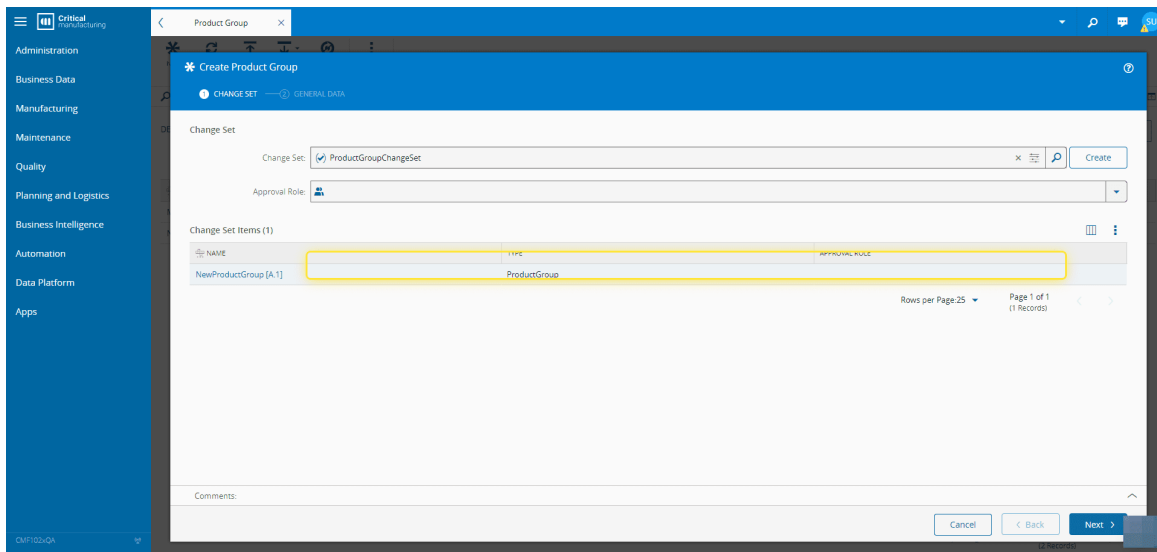 Critical manufacturing
Product Group
SU
Administration
Business Data
Manufacturing
Maintenance
Quality
Planning and Logistics
Business Intelligence
Automation
Data Platform
Apps
CMF102xQA
Create Product Group
1 CHANGE SET 2 GENERAL DATA
Change Set
Change Set: ProductGroupChangeSet Create
Approval Role:
Change Set Items (1)
NAME TYPE APPROVAL ROLE
NewProductGroup [A.1] ProductGroup
Rows per Page:25 Page 1 of 1
(1 Records)
Comments:
Cancel < Back Next >
(2 Records)